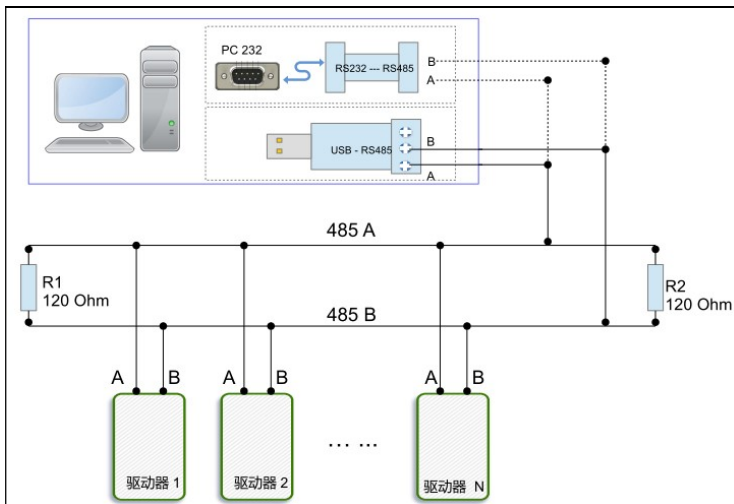 PC 232
RS232 --- RS485
B
A
USB - RS485
B
A
485 A
R1
120 Ohm
R2
120 Ohm
485 B
A B A B A B
... ...
驱动器 1 驱动器 2 驱动器 N